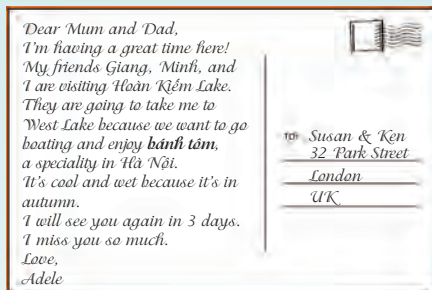 Dear Mum and Dad,
I'm having a great time here!
My friends Giang, Minh, and
I are visiting Hoàn Kiếm Lake.
They are going to take me to
West Lake because we want to go
boating and enjoy bánh tôm,
a speciality in Hà Nội.
It's cool and wet because it's in
autumn.
I will see you again in 3 days.
I miss you so much.
Love,
Adele
TO: Susan & Ken
32 Park Street
London
UK